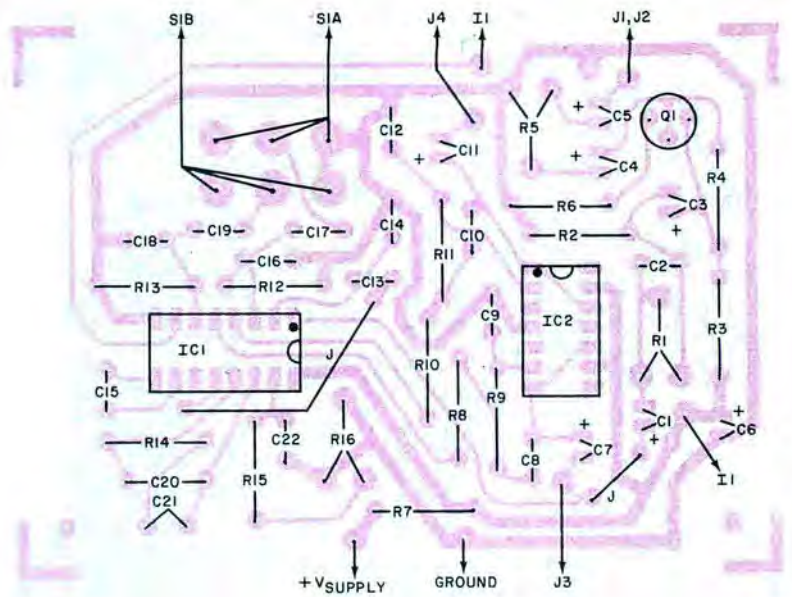 S1B S1A J4 I1 J1,J2
C12 + C11 R5 + C5 Q1
+ C4 R4
R6 C3
C14 R2 +
C18 C19 C17 R11 C10
C16 C2
R13 R12 C13
IC1 J C9 IC2 R1 R3
R10
C15 R8 R9
C1 + C6
R14 C22 R16 C7 + +
C20 R15 C8 I1
C21 J
R7
+VSUPPLY GROUND J3